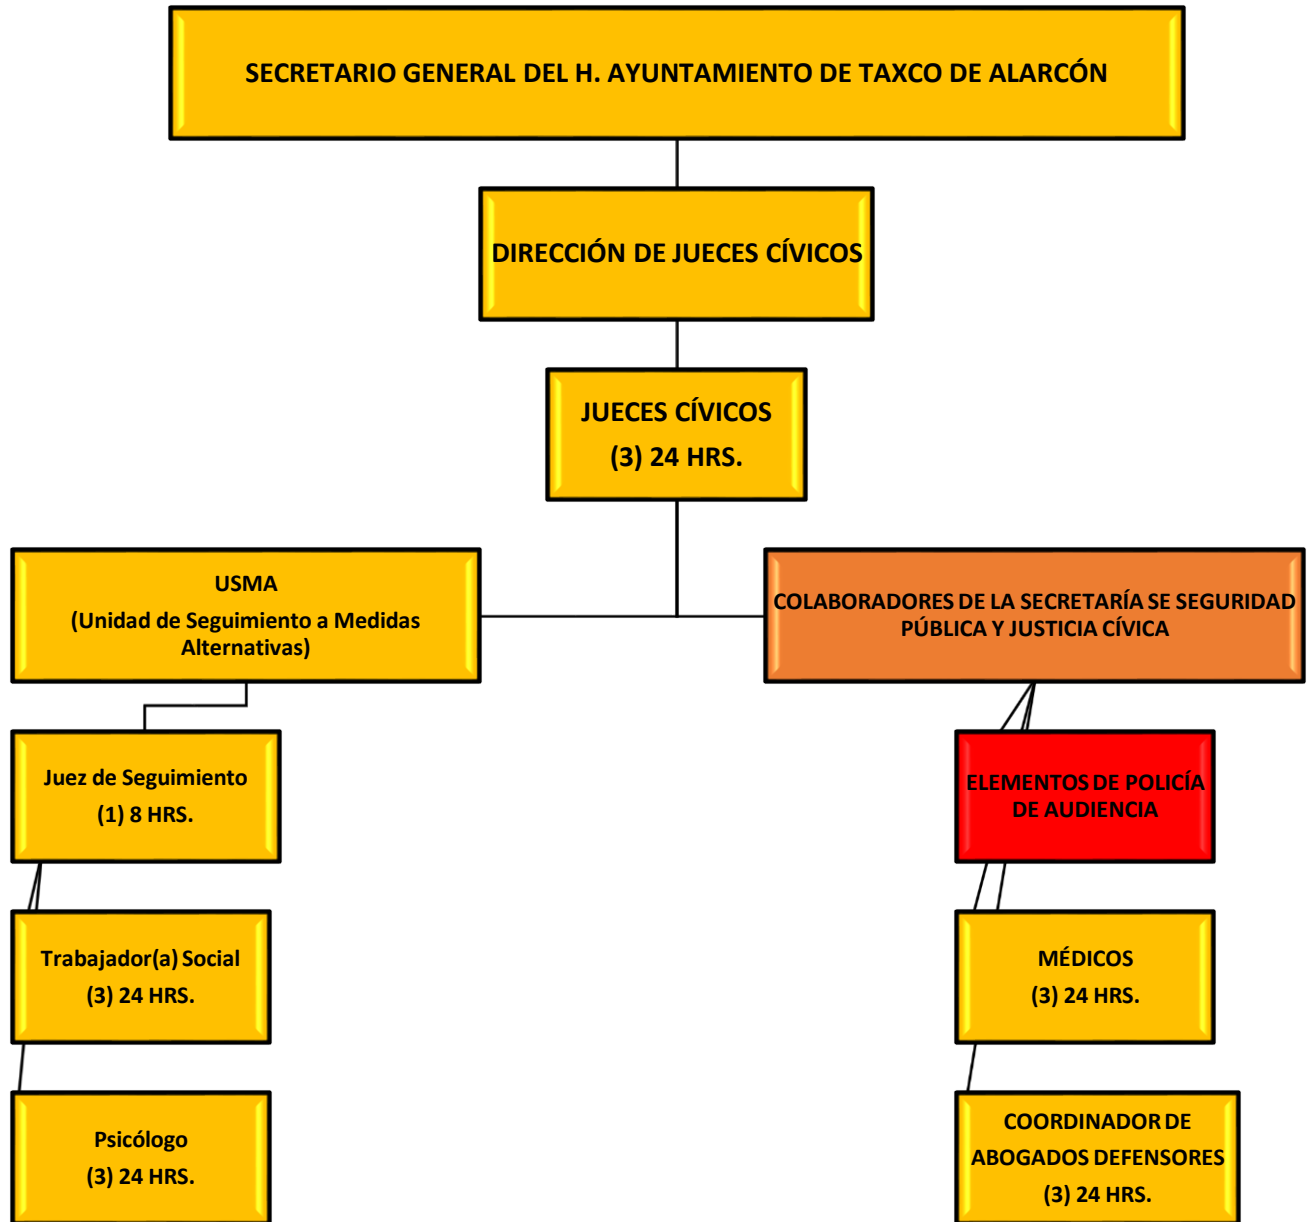 SECRETARIO GENERAL DEL H. AYUNTAMIENTO DE TAXCO DE ALARCÓN
DIRECCIÓN DE JUECES CÍVICOS
JUECES CÍVICOS
(3) 24 HRS.
USMA
(Unidad de Seguimiento a Medidas
Alternativas)
COLABORADORES DE LA SECRETARÍA SE SEGURIDAD
PÚBLICA Y JUSTICIA CÍVICA
Juez de Seguimiento
(1) 8 HRS.
ELEMENTOS DE POLICÍA
DE AUDIENCIA
Trabajador(a) Social
(3) 24 HRS.
MÉDICOS
(3) 24 HRS.
Psicólogo
(3) 24 HRS.
COORDINADOR DE
ABOGADOS DEFENSORES
(3) 24 HRS.